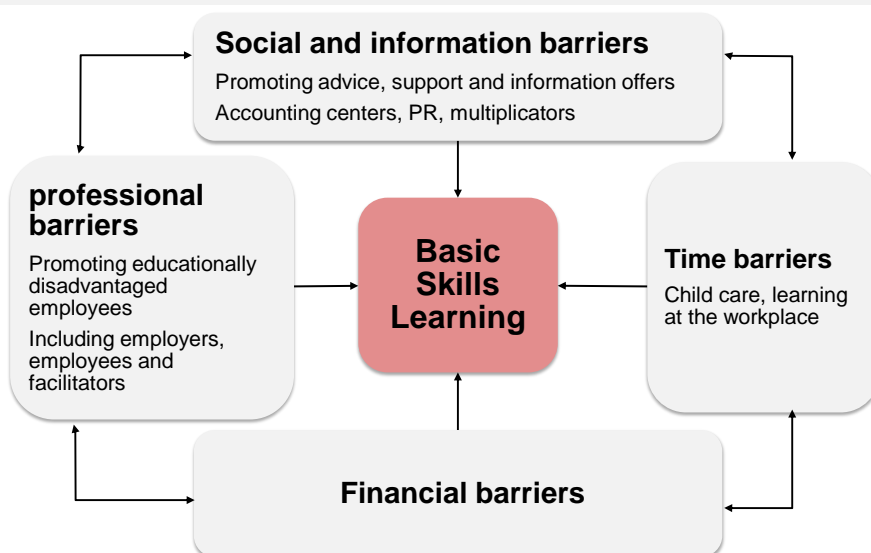 Social and information barriers
Promoting advice, support and information offers
Accounting centers, PR, multiplicators
professional
barriers
Promoting educationally
disadvantaged
employees
Including employers,
employees and
facilitators
Basic
Skills
Learning
Time barriers
Child care, learning
at the workplace
Financial barriers